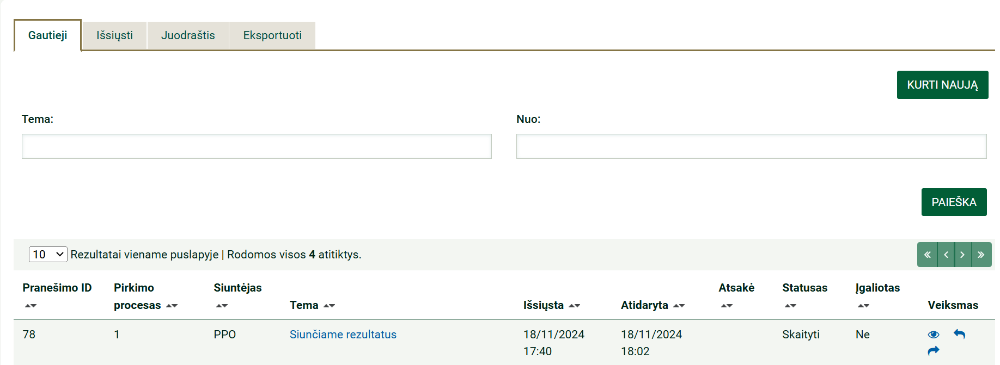 Gautieji Išsiųsti Juodraštis Eksportuoti
KURTI NAUJĄ
Tema: Nuo:
PAIEŠKA
10 Rezultatai viename puslapyje | Rodomos visos 4 atitiktys.
Pranešimo ID Pirkimo procesas Siuntėjas Tema Išsiųsta Atidaryta Atsakė Statusas Įgaliotas Veiksmas
78 1 PPO Siunčiame rezultatus 18/11/2024 17:40 18/11/2024 18:02 Skaityti Ne